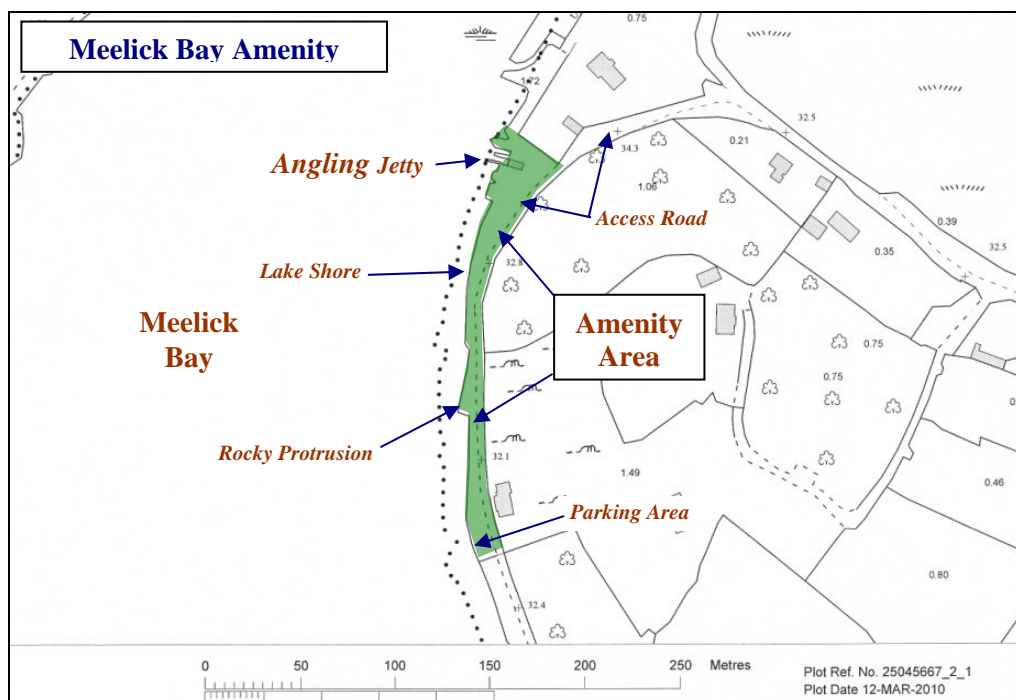 Meelick Bay Amenity
0.75
1.72
32.5
34.3
0.21
Angling Jetty
1.06
Access Road
0.39
32.5
0.35
32.8
Lake Shore
Meelick
Bay
Amenity
Area
0.75
0.75
Rocky Protrusion
32.1
1.49
0.46
Parking Area
0.80
32.4
0 50 100 150 200 250 Metres
Plot Ref. No. 25045667_2_1
Plot Date 12-MAR-2010